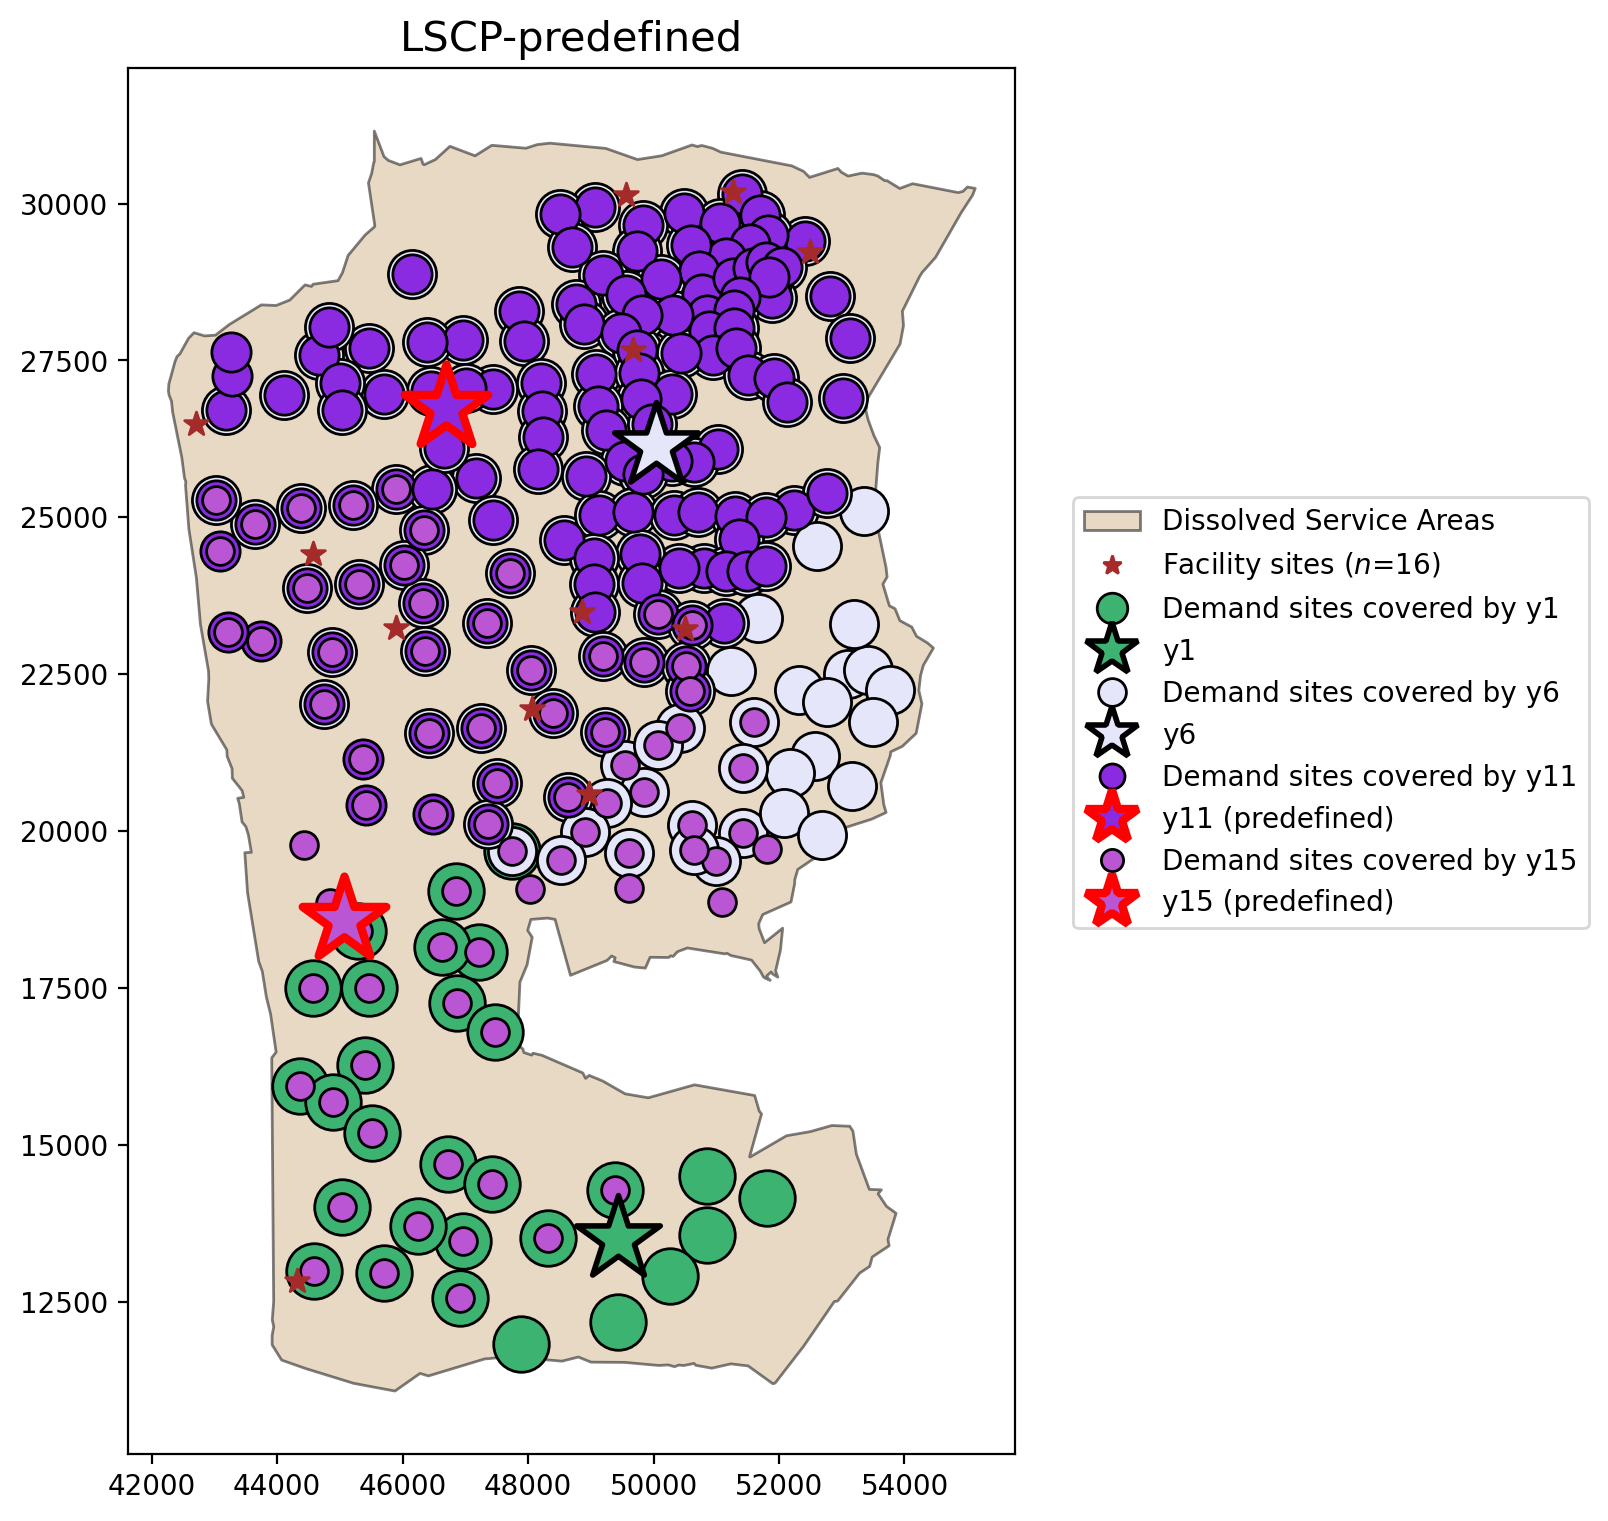 LSCP-predefined
30000
27500
25000
22500
20000
17500
15000
12500
42000 44000 46000 48000 50000 52000 54000
Dissolved Service Areas
Facility sites (n=16)
Demand sites covered by y1
y1
Demand sites covered by y6
y6
Demand sites covered by y11
y11 (predefined)
Demand sites covered by y15
y15 (predefined)